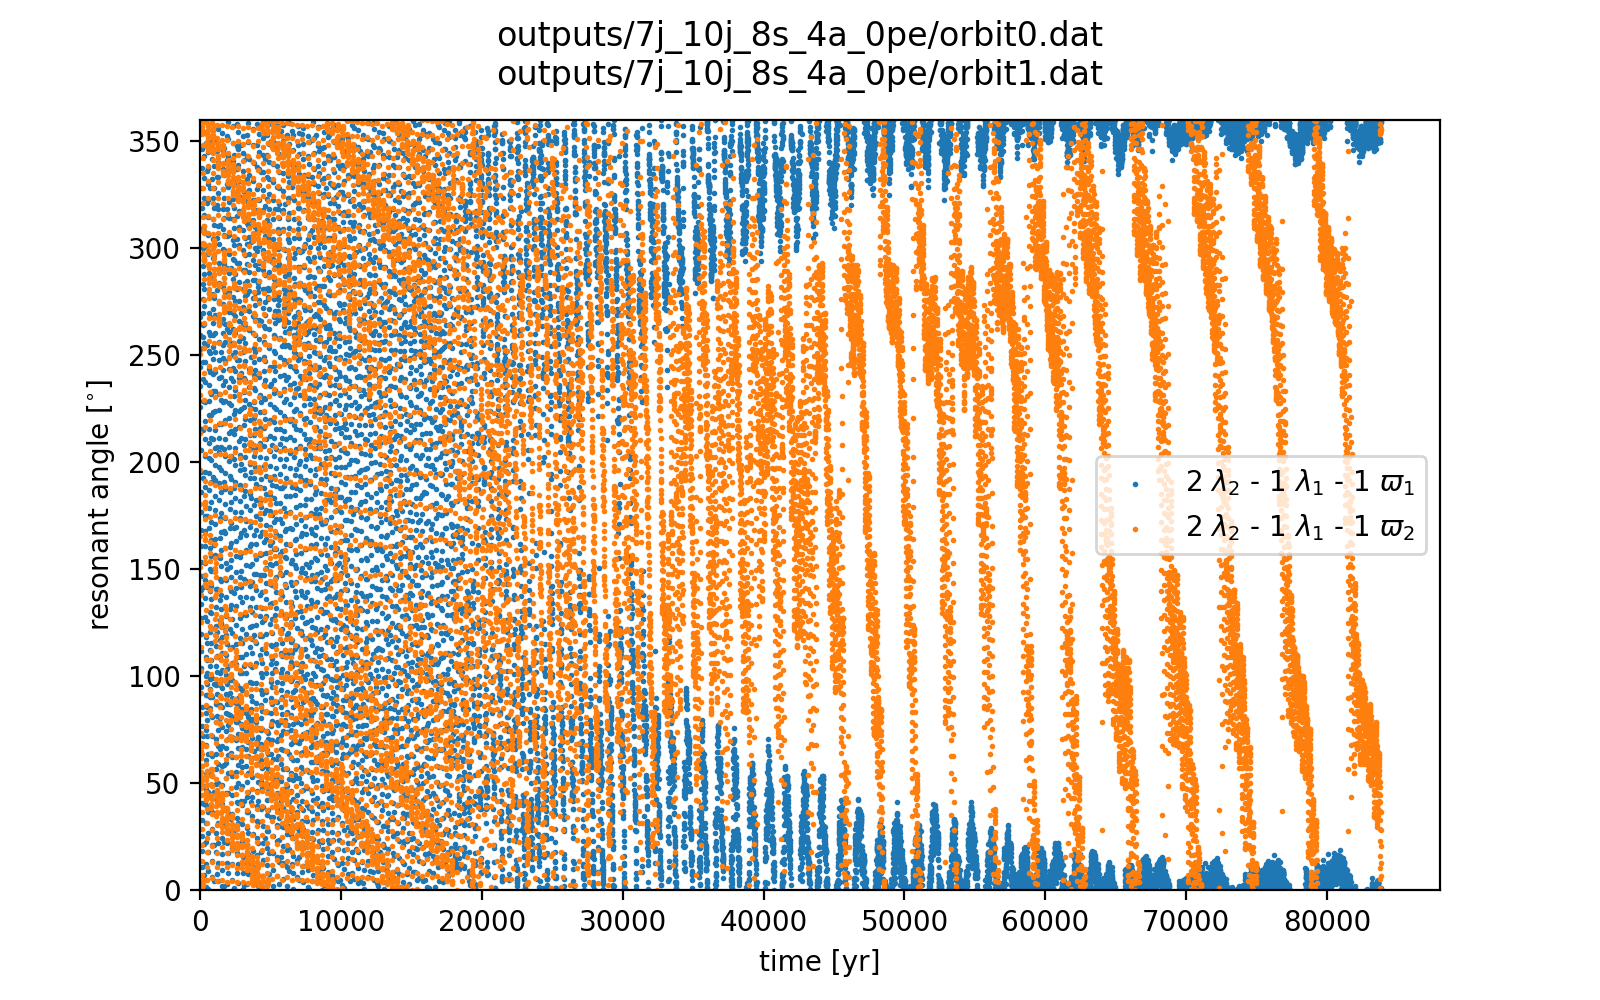 outputs/7j_10j_8s_4a_0pe/orbit0.dat
outputs/7j_10j_8s_4a_0pe/orbit1.dat
350
300
250
200
150
100
50
0
resonant angle [°]
2 λ₂ - 1 λ₁ - 1 ϖ₁
2 λ₂ - 1 λ₁ - 1 ϖ₂
0 10000 20000 30000 40000 50000 60000 70000 80000
time [yr]